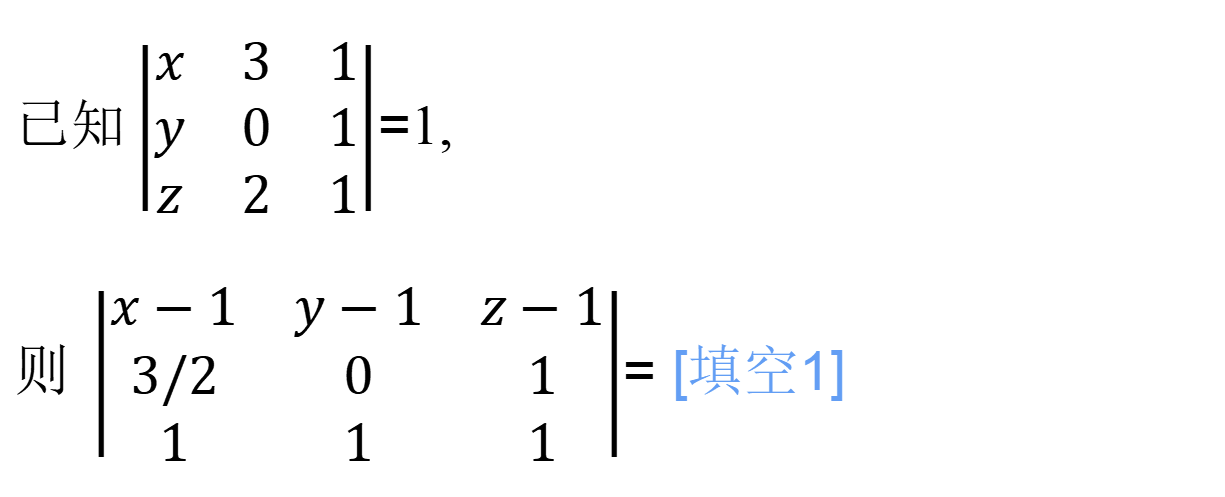 已知
x 3 1
y 0 1
z 2 1
=1,
则
x − 1 y − 1 z − 1
3/2 0 1
1 1 1
= [填空1]